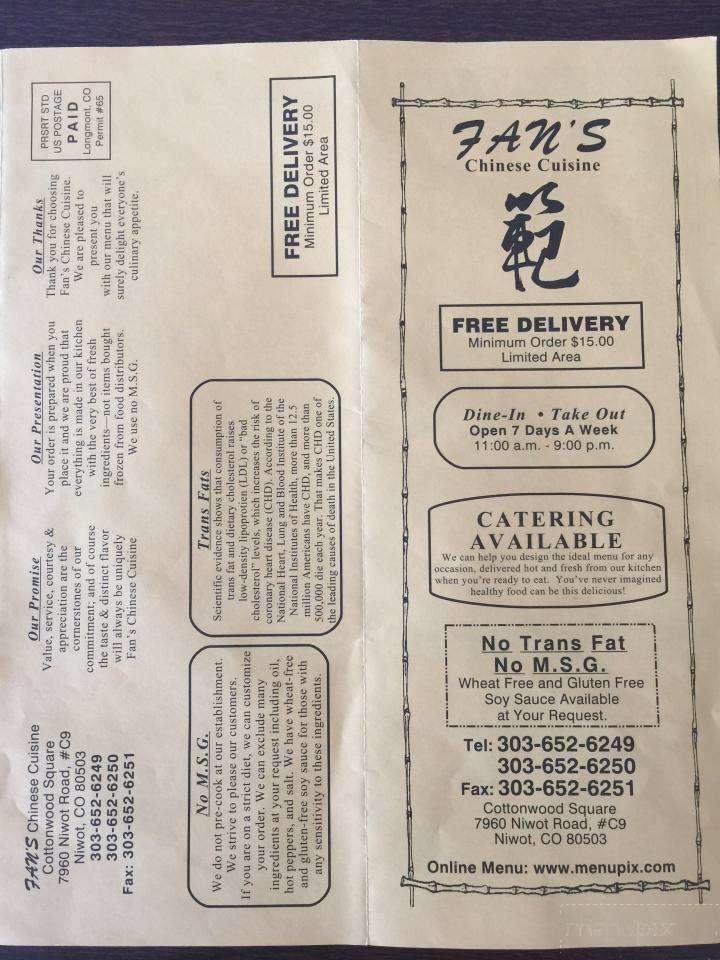 FAN'S
Chinese Cuisine
範
FREE DELIVERY
Minimum Order $15.00
Limited Area
Dine-In • Take Out
Open 7 Days A Week
11:00 a.m. - 9:00 p.m.
CATERING
AVAILABLE
We can help you design the ideal menu for any
occasion, delivered hot and fresh from our kitchen
when you're ready to eat. You've never imagined
healthy food can be this delicious!
No Trans Fat
No M.S.G.
Wheat Free and Gluten Free
Soy Sauce Available
at Your Request.
Tel: 303-652-6249
303-652-6250
Fax: 303-652-6251
Cottonwood Square
7960 Niwot Road, #C9
Niwot, CO 80503
Online Menu: www.menupix.com
FAN'S Chinese Cuisine
Cottonwood Square
7960 Niwot Road, #C9
Niwot, CO 80503
303-652-6249
303-652-6250
Fax: 303-652-6251
Our Promise
Value, service, courtesy &
appreciation are the
cornerstones of our
commitment; and of course
the taste & distinct flavor
will always be uniquely
Fan's Chinese Cuisine
Our Presentation
Your order is prepared when you
place it and we are proud that
everything is made in our kitchen
with the very best of fresh
ingredients—not items bought
frozen from food distributors.
We use no M.S.G.
Our Thanks
Thank you for choosing
Fan's Chinese Cuisine.
We are pleased to
present you
with our menu that will
surely delight everyone's
culinary appetite.
PRSRT STD
US POSTAGE
PAID
Longmont, CO
Permit #65
No M.S.G.
We do not pre-cook at our establishment.
We strive to please our customers.
If you are on a strict diet, we can customize
your order. We can exclude many
ingredients at your request including oil,
hot peppers, and salt. We have wheat-free
and gluten-free soy sauce for those with
any sensitivity to these ingredients.
Trans Fats
Scientific evidence shows that consumption of
trans fat and dietary cholesterol raises
low-density lipoprotien (LDL) or "bad
cholesterol" levels, which increases the risk of
coronary heart disease (CHD). According to the
National Heart, Lung and Blood Institute of the
National Institutes of Health, more than 12.5
million Americans have CHD, and more than
500,000 die each year. That makes CHD one of
the leading causes of death in the United States.
FREE DELIVERY
Minimum Order $15.00
Limited Area
menupix